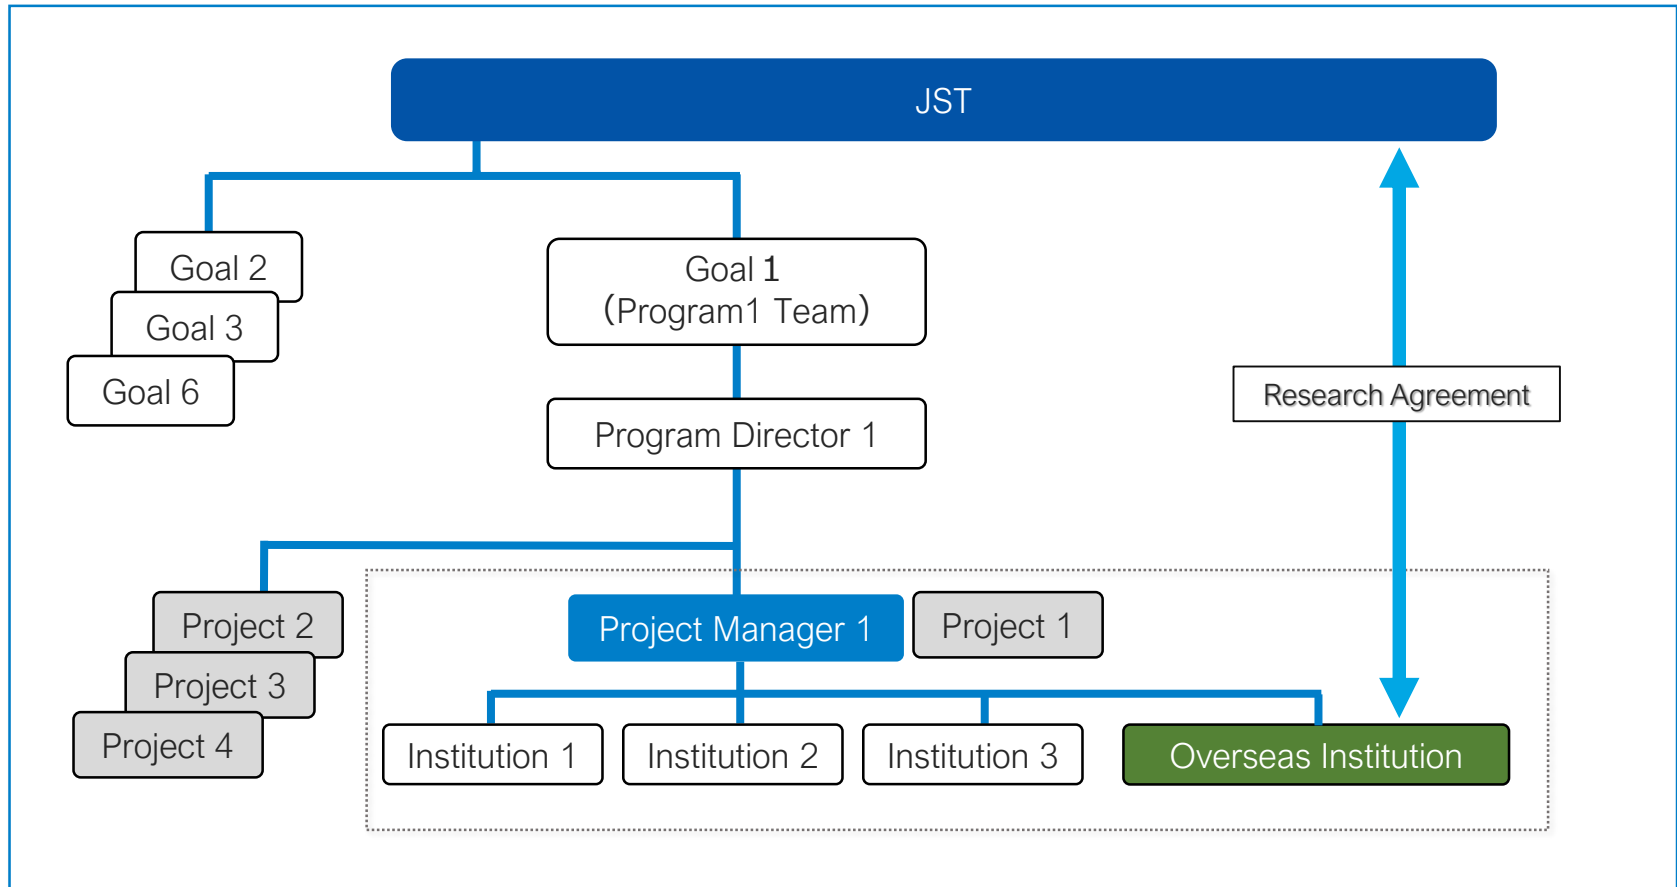 JST
Goal 2
Goal 3
Goal 6
Goal 1
(Program1 Team)
Research Agreement
Program Director 1
Project 2
Project 3
Project 4
Project Manager 1
Project 1
Institution 1
Institution 2
Institution 3
Overseas Institution